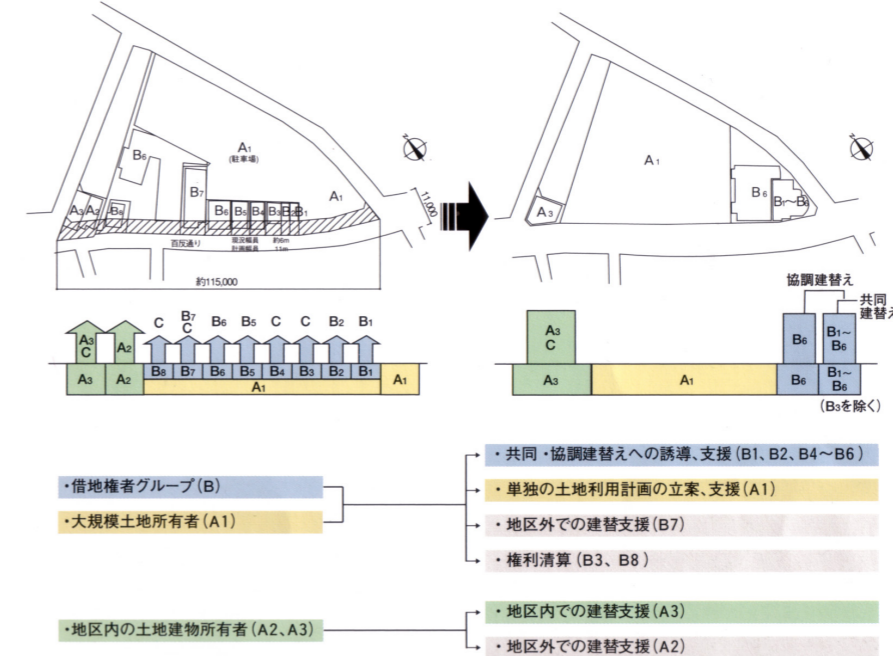 A1
(駐車場)
A1
B6
B7
A3 A2 B8
B6 B5 B4 B3 B2 B1
百反通り
現況幅員 約6m
計画幅員 11m
11,000
約115,000
N
A1
A3
B6
B1～B6
N
A3
C
A2
C
B7
C
B6
B5
C
C
B2
B1
A3
A2
B8
B7
B6
B5
B4
B3
B2
B1
A1
A1
協調建替え
共同
建替え
A3
C
B6
B1～
B6
A3
A1
B6
B1～
B6
(B3を除く)
・借地権者グループ(B)
・大規模土地所有者(A1)
・共同・協調建替えへの誘導、支援(B1、B2、B4～B6)
・単独の土地利用計画の立案、支援(A1)
・地区外での建替支援(B7)
・権利清算(B3、B8)
・地区内の土地建物所有者(A2、A3)
・地区内での建替支援(A3)
・地区外での建替支援(A2)